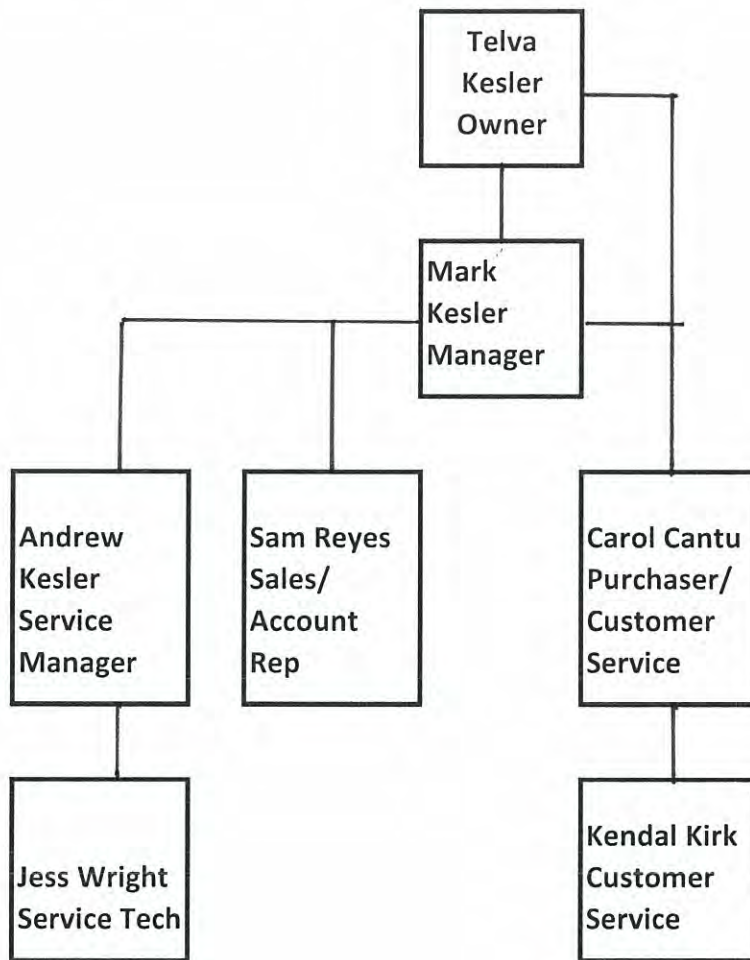 Telva
Kesler
Owner
Mark
Kesler
Manager
Andrew
Kesler
Service
Manager
Sam Reyes
Sales/
Account
Rep
Carol Cantu
Purchaser/
Customer
Service
Jess Wright
Service Tech
Kendal Kirk
Customer
Service